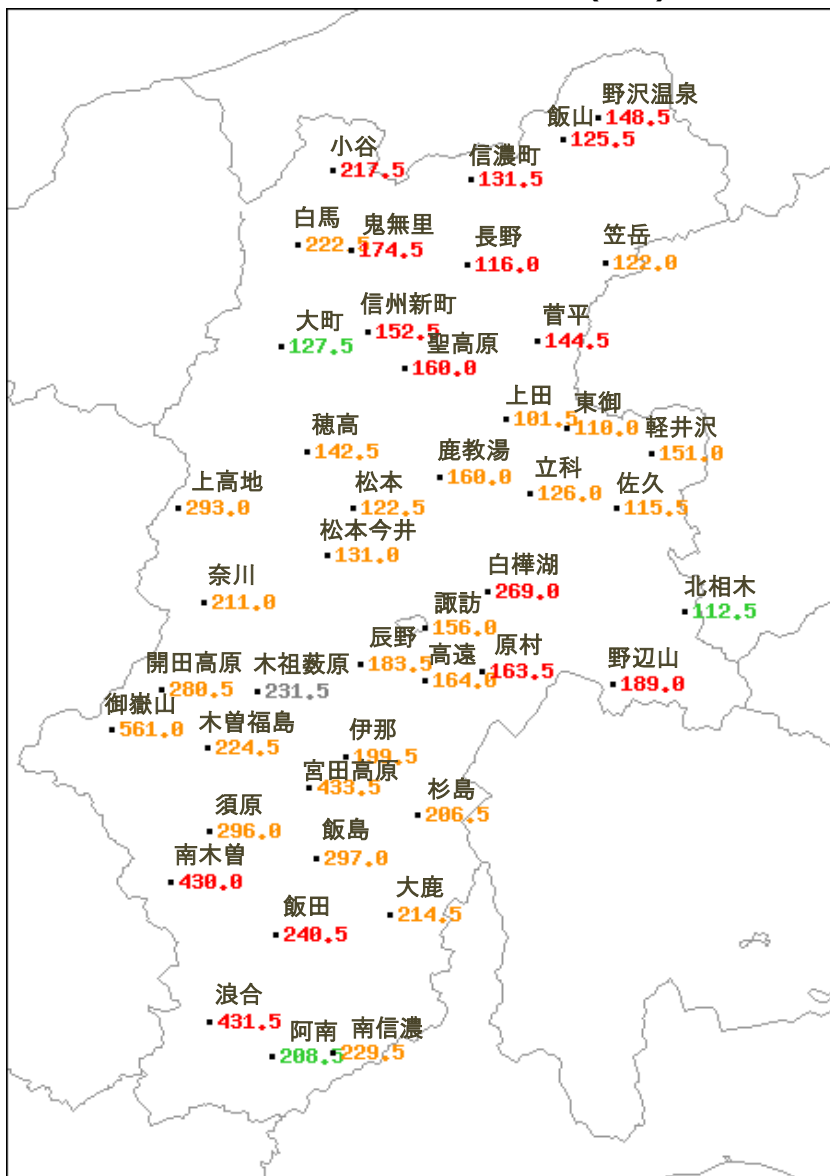 野沢温泉
148.5
飯山
125.5
小谷
217.5
信濃町
131.5
白馬
222.5
鬼無里
174.5
長野
116.0
笠岳
122.0
信州新町
152.5
大町
127.5
菅平
144.5
聖高原
160.0
上田
101.5
東御
110.0
穂高
142.5
鹿教湯
160.0
軽井沢
151.0
上高地
293.0
松本
122.5
立科
126.0
佐久
115.5
松本今井
131.0
奈川
211.0
白樺湖
269.0
諏訪
156.0
北相木
112.5
辰野
183.5
高遠
164.0
原村
163.5
野辺山
189.0
開田高原
280.5
木祖薮原
231.5
御嶽山
561.0
木曽福島
224.5
伊那
199.5
宮田高原
433.5
杉島
206.5
須原
296.0
飯島
297.0
南木曽
430.0
大鹿
214.5
飯田
240.5
浪合
431.5
阿南
208.5
南信濃
229.5